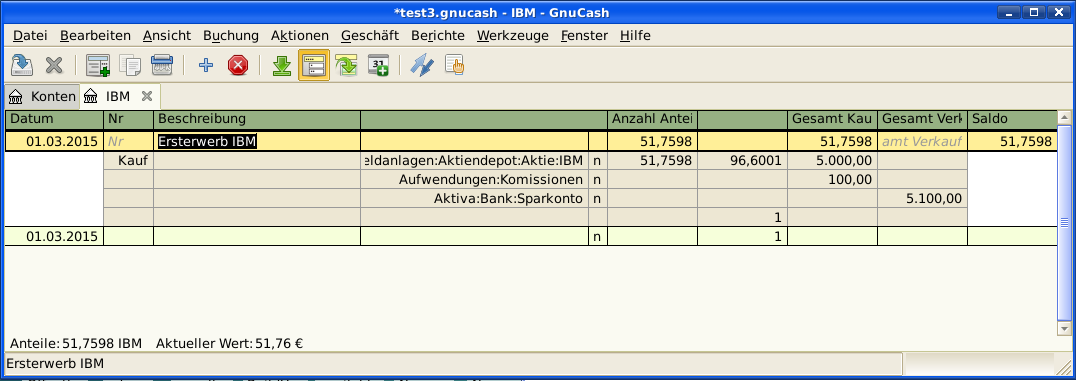 *test3.gnucash - IBM - GnuCash
Datei Bearbeiten Ansicht Buchung Aktionen Geschäft Berichte Werkzeuge Fenster Hilfe
31
Konten IBM
Datum Nr Beschreibung Anzahl Antei Gesamt Kau Gesamt Verk Saldo
01.03.2015 Nr Ersterwerb IBM 51,7598 51,7598 amt Verkauf 51,7598
Kauf eldanlagen:Aktiendepot:Aktie:IBM n 51,7598 96,6001 5.000,00
Aufwendungen:Komissionen n 100,00
Aktiva:Bank:Sparkonto n 5.100,00
1
01.03.2015 n 1
Anteile: 51,7598 IBM Aktueller Wert: 51,76 €
Ersterwerb IBM